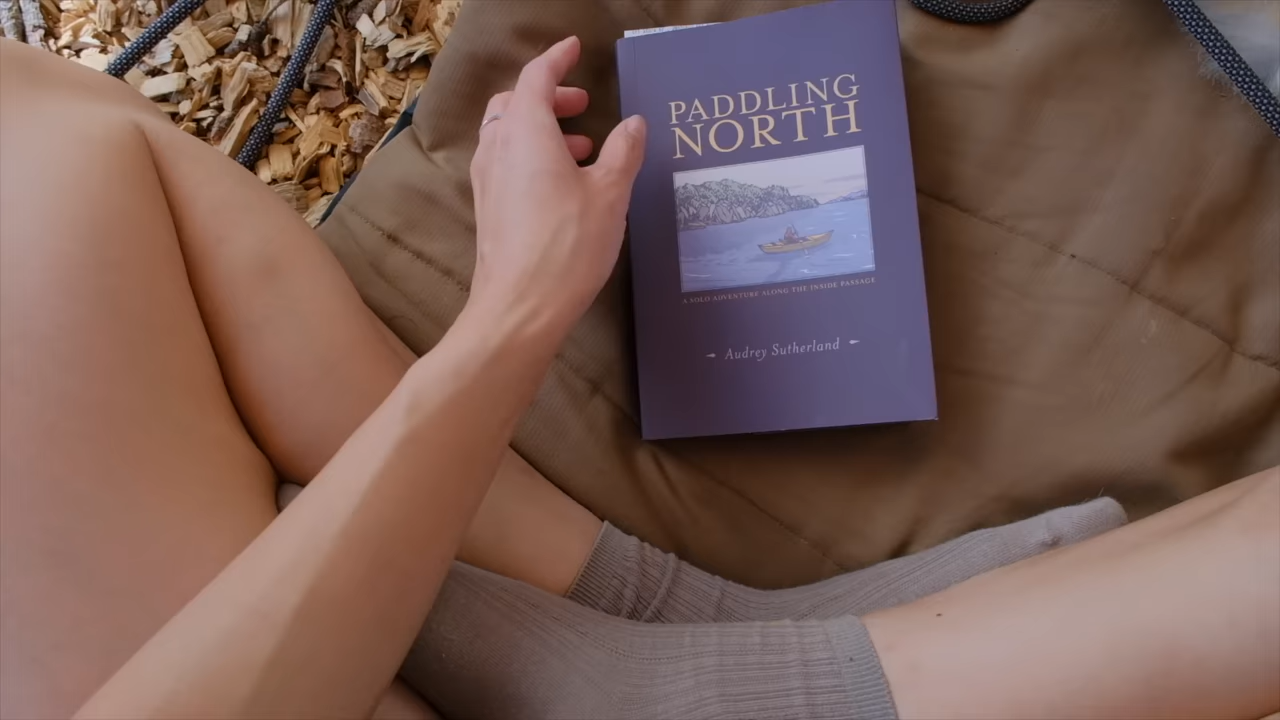 PADDLING
NORTH
A SOLO ADVENTURE ALONG THE INSIDE PASSAGE
Audrey Sutherland